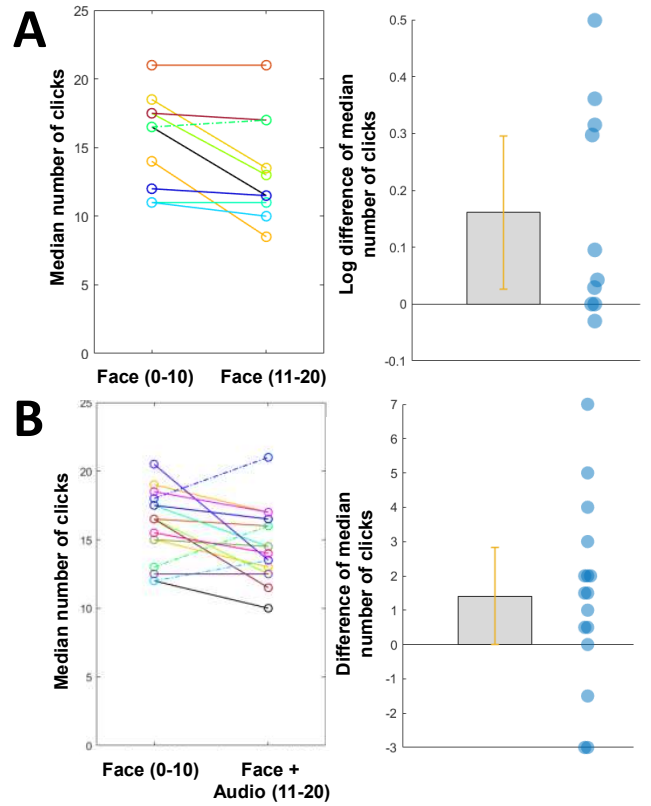 A
Median number of clicks
25
20
15
10
5
0
Face (0-10)
Face (11-20)
Log difference of median
number of clicks
0.5
0.4
0.3
0.2
0.1
0
-0.1
B
Median number of clicks
25
20
15
10
5
0
Face (0-10)
Face +
Audio (11-20)
Difference of median
number of clicks
7
6
5
4
3
2
1
0
-1
-2
-3